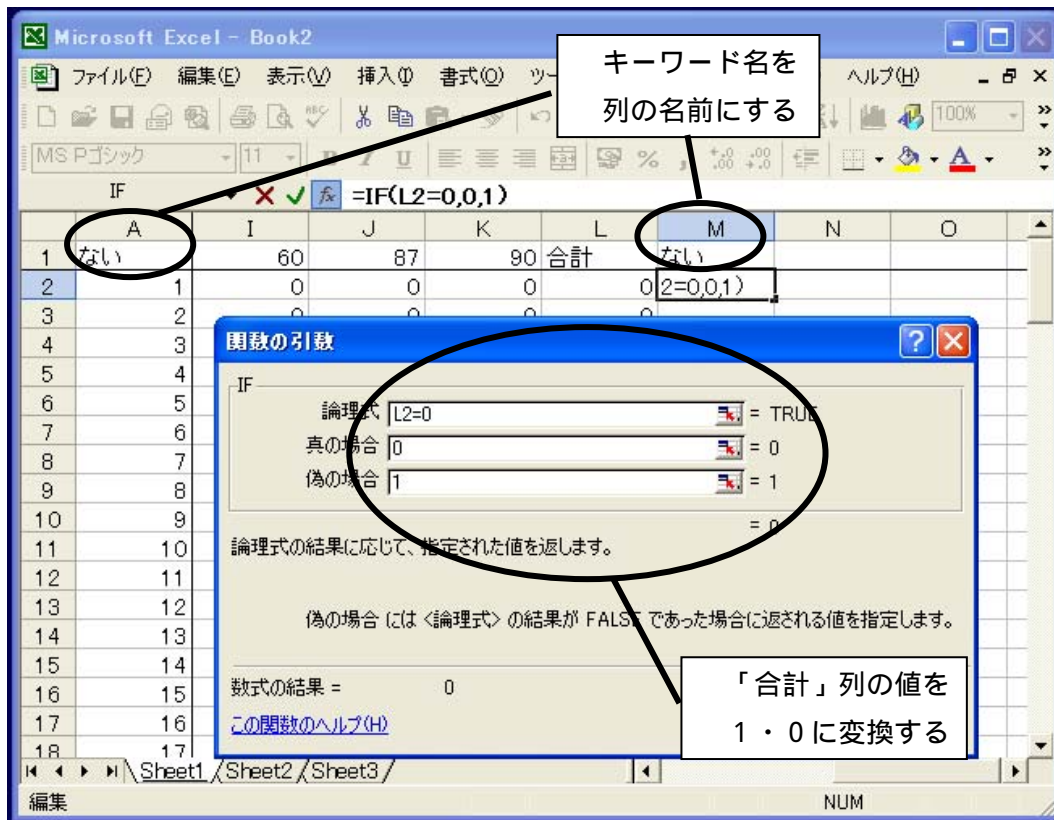 Microsoft Excel - Book2
キーワード名を
列の名前にする
ファイル(F) 編集(E) 表示(V) 挿入(I) 書式(O) ヘルプ(H)
100%
MS Pゴシック 11 B I U
IF =IF(L2=0,0,1)
A I J K L M N O
1 ない 60 87 90 合計 ない
2 1 0 0 0 0 2=0,0,1)
3 2 0 0 0 0
4 3
5 4
6 5
7 6
8 7
9 8
10 9
11 10
12 11
13 12
14 13
15 14
16 15
17 16
18 17
関数の引数
IF
論理式 L2=0 = TRUE
真の場合 0 = 0
偽の場合 1 = 1
= 0
論理式の結果に応じて、指定された値を返します。
偽の場合 には <論理式> の結果が FALSE であった場合に返される値を指定します。
数式の結果 = 0
この関数のヘルプ(H)
「合計」列の値を
1・0に変換する
Sheet1 / Sheet2 / Sheet3 /
編集 NUM